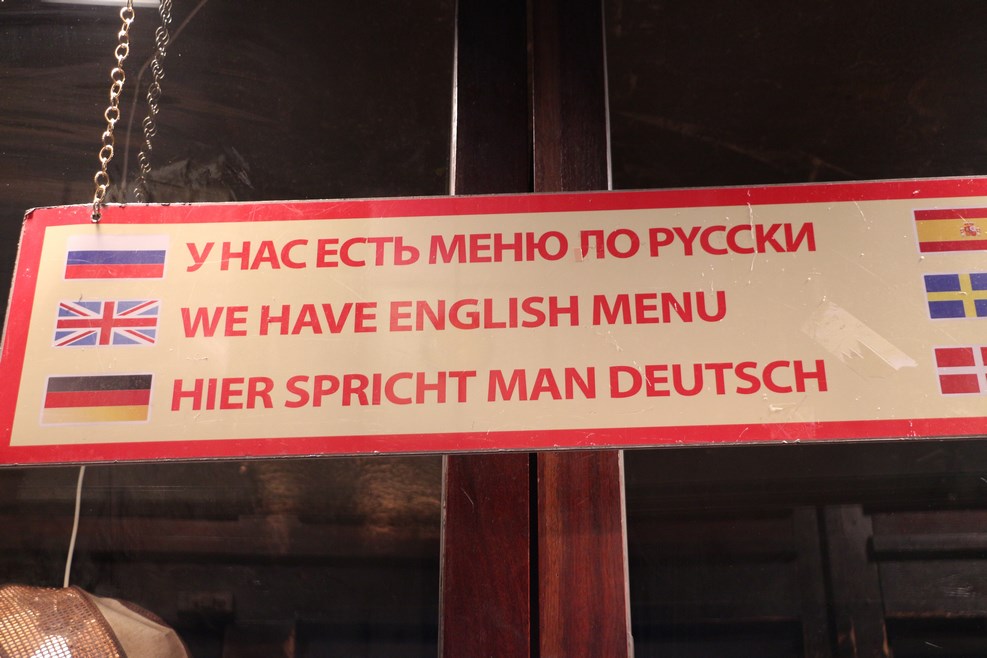 У НАС ЕСТЬ МЕНЮ ПО РУССКИ
WE HAVE ENGLISH MENU
HIER SPRICHT MAN DEUTSCH